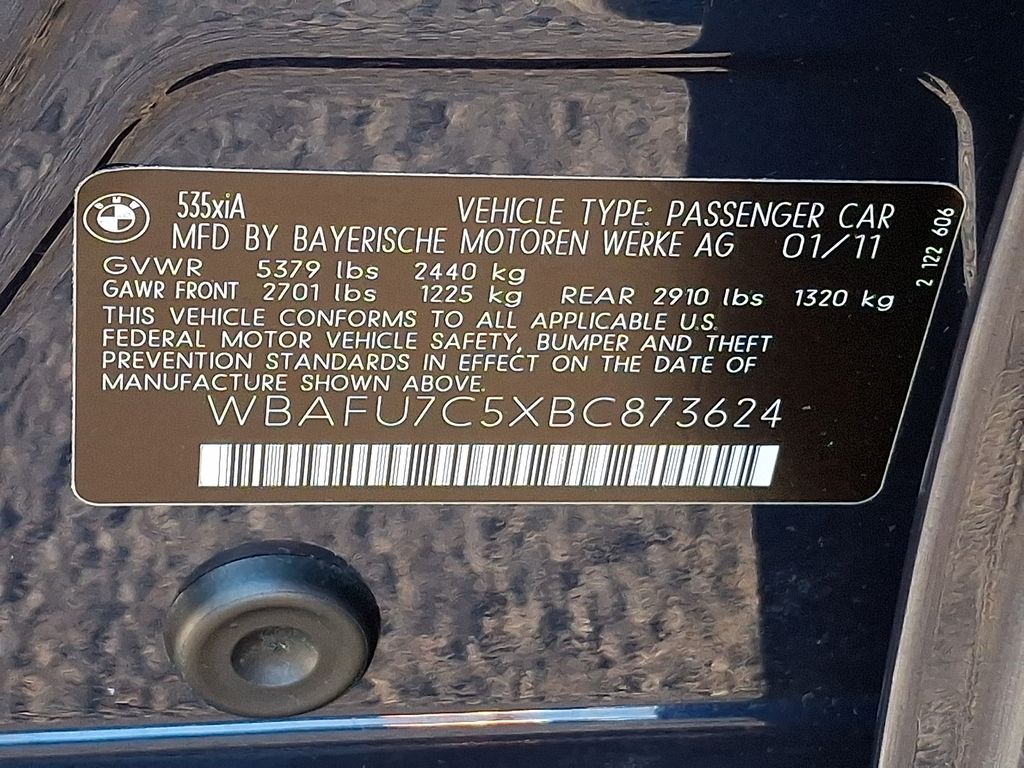 BMW
535xiA VEHICLE TYPE: PASSENGER CAR
MFD BY BAYERISCHE MOTOREN WERKE AG 01/11
GVWR 5379 lbs 2440 kg
GAWR FRONT 2701 lbs 1225 kg REAR 2910 lbs 1320 kg
THIS VEHICLE CONFORMS TO ALL APPLICABLE U.S.
FEDERAL MOTOR VEHICLE SAFETY, BUMPER AND THEFT
PREVENTION STANDARDS IN EFFECT ON THE DATE OF
MANUFACTURE SHOWN ABOVE.
WBAFU7C5XBC873624
2 122 606